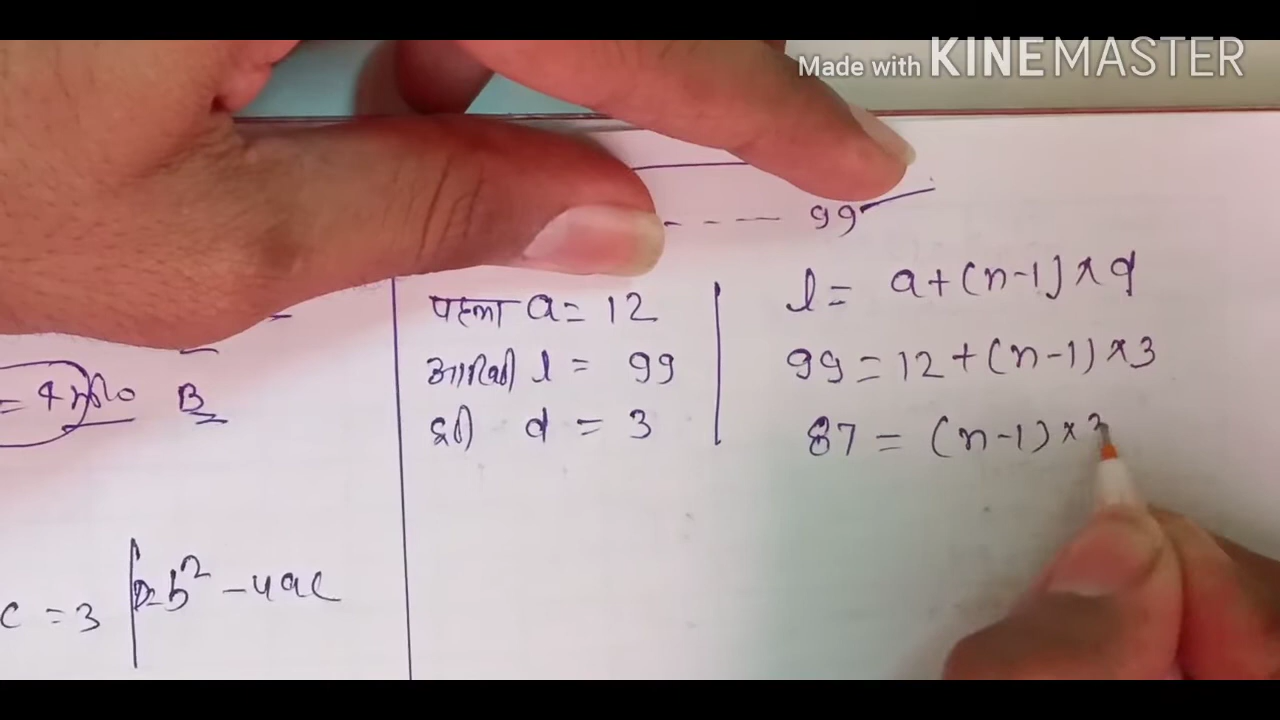 Made with KINEMASTER
---- 99
पहला a = 12
l = 99
d = 3
l = a + (n-1) × d
99 = 12 + (n-1) × 3
87 = (n-1) × 3
= B
c = 3
b² - 4ac